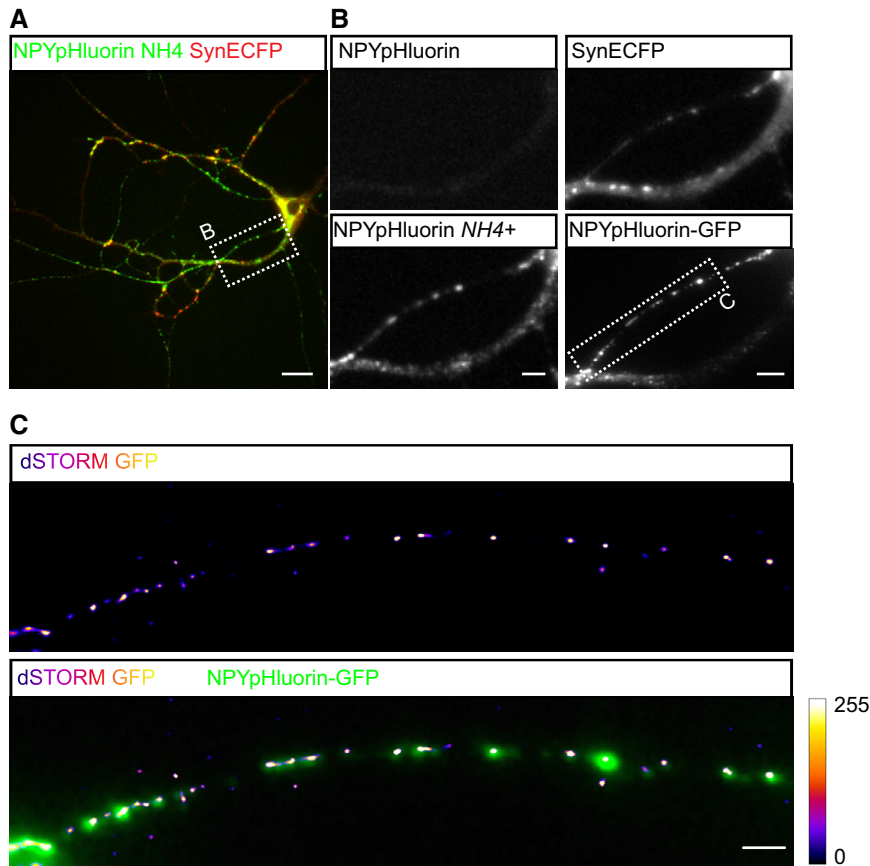 A
B
NPYpHluorin NH4 SynECFP
NPYpHluorin
SynECFP
B
NPYpHluorin NH4+
NPYpHluorin-GFP
C
C
dSTORM GFP
dSTORM GFP NPYpHluorin-GFP
255
0